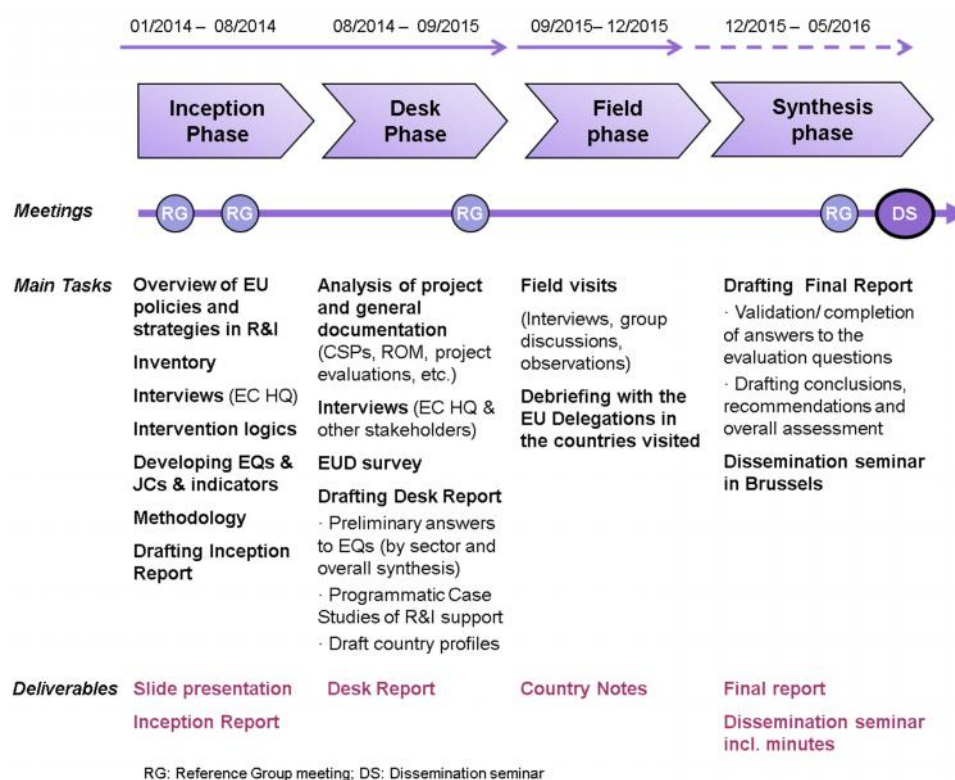 01/2014 – 08/2014
08/2014 - 09/2015
09/2015– 12/2015
12/2015 - 05/2016
Inception
Phase
Desk
Phase
Field
phase
Synthesis
phase
Meetings
RG
RG
RG
RG
DS
Main Tasks
Overview of EU
policies and
strategies in R&I
Inventory
Interviews (EC HQ)
Intervention logics
Developing EQs &
JCs & indicators
Methodology
Drafting Inception
Report
Analysis of project
and general
documentation
(CSPs, ROM, project
evaluations, etc.)
Interviews (EC HQ &
other stakeholders)
EUD survey
Drafting Desk Report
· Preliminary answers
to EQs (by sector and
overall synthesis)
· Programmatic Case
Studies of R&I support
· Draft country profiles
Field visits
(Interviews, group
discussions,
observations)
Debriefing with the
EU Delegations in
the countries visited
Drafting Final Report
· Validation/ completion
of answers to the
evaluation questions
· Drafting conclusions,
recommendations and
overall assessment
Dissemination seminar
in Brussels
Deliverables
Slide presentation
Inception Report
Desk Report
Country Notes
Final report
Dissemination seminar
incl. minutes
RG: Reference Group meeting; DS: Dissemination seminar